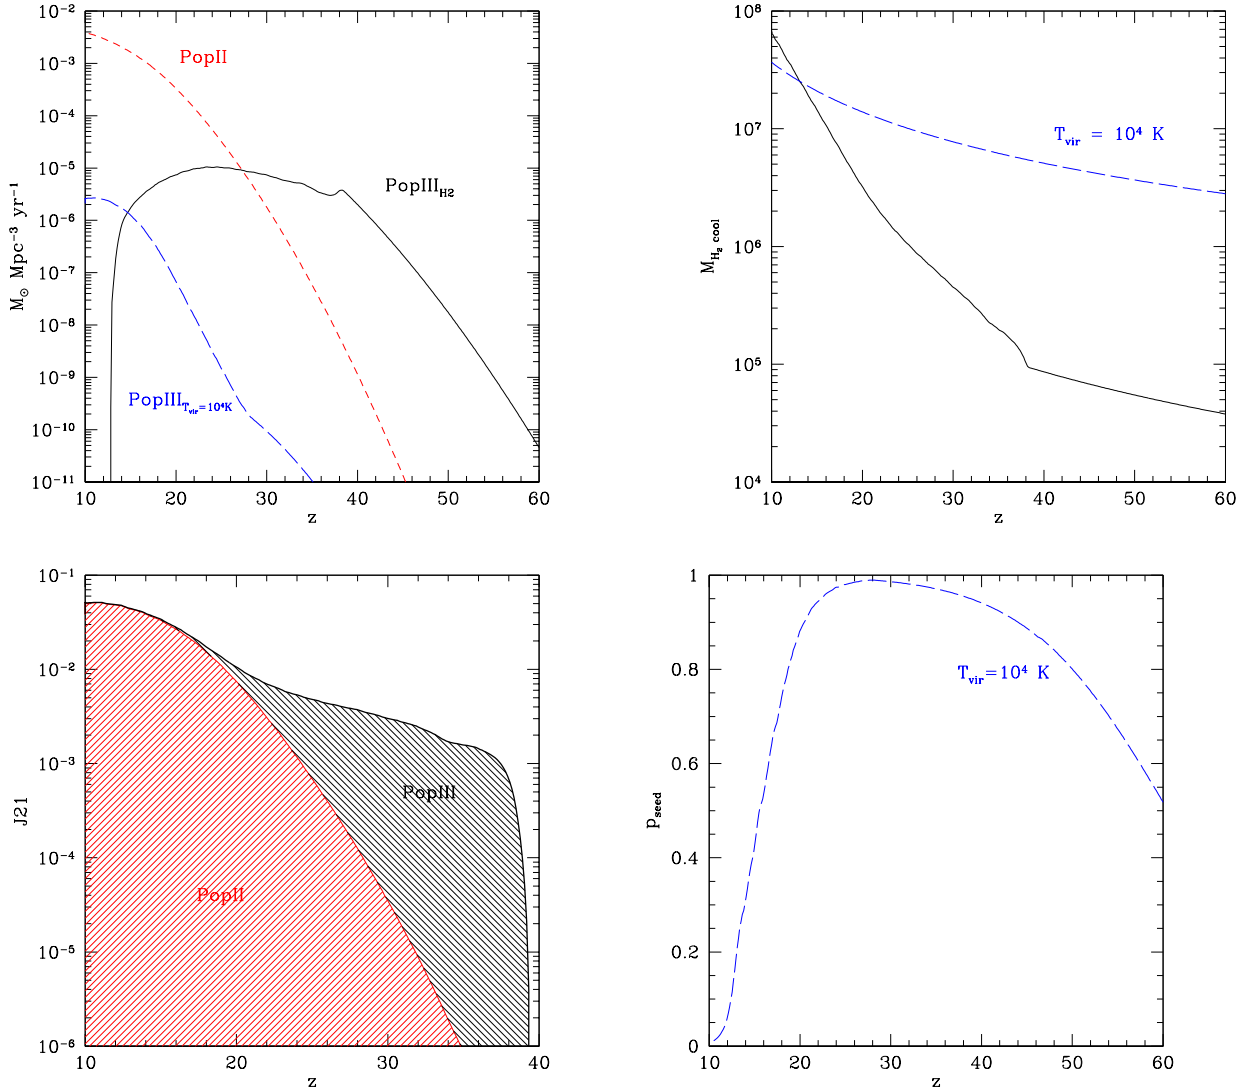 10⁻²
10⁻³
10⁻⁴
10⁻⁵
10⁻⁶
10⁻⁷
10⁻⁸
10⁻⁹
10⁻¹⁰
10⁻¹¹
M☉ Mpc⁻³ yr⁻¹
PopII
PopIII_H2
PopIII_Tvir=10⁴K
10 20 30 40 50 60
z
10⁸
10⁷
10⁶
10⁵
10⁴
M_H₂ cool
T_vir = 10⁴ K
10 20 30 40 50 60
z
10⁻¹
10⁻²
10⁻³
10⁻⁴
10⁻⁵
10⁻⁶
J21
PopIII
PopII
10 20 30 40
z
1
0.8
0.6
0.4
0.2
0
p_seed
T_vir=10⁴ K
10 20 30 40 50 60
z